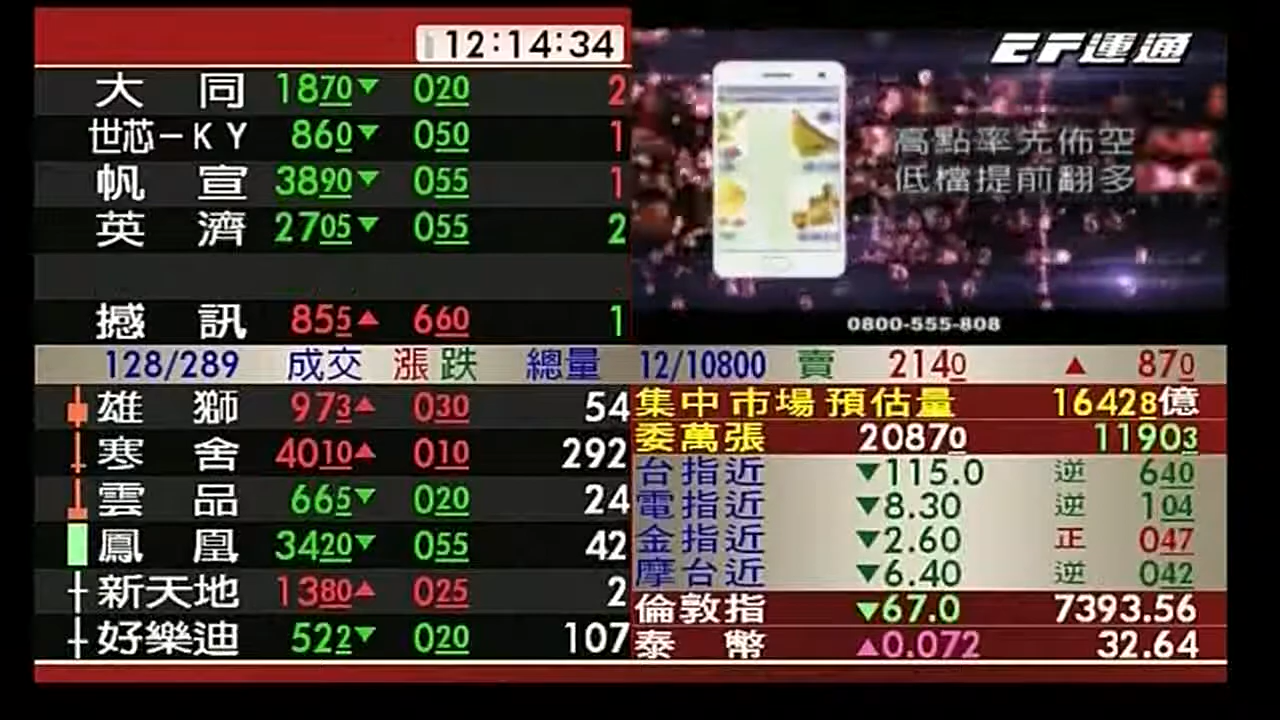 12:14:34
大同 1870▼ 020 2
世芯-KY 860▼ 050 1
帆宣 3890▼ 055 1
英濟 2705▼ 055 2
撼訊 855▲ 660 1
128/289 成交 漲跌 總量
雄獅 973▲ 030 54
寒舍 4010▲ 010 292
雲品 665▼ 020 24
鳳凰 3420▼ 055 42
新天地 1380▲ 025 2
好樂迪 522▼ 020 107
EF運通
高點率先佈空
低檔提前翻多
0800-555-808
12/10800 賣 2140 ▲ 870
集中市場預估量 16428億
委萬張 20870 11903
台指近 ▼115.0 逆 640
電指近 ▼8.30 逆 104
金指近 ▼2.60 正 047
摩台近 ▼6.40 逆 042
倫敦指 ▼67.0 7393.56
泰幣 ▲0.072 32.64